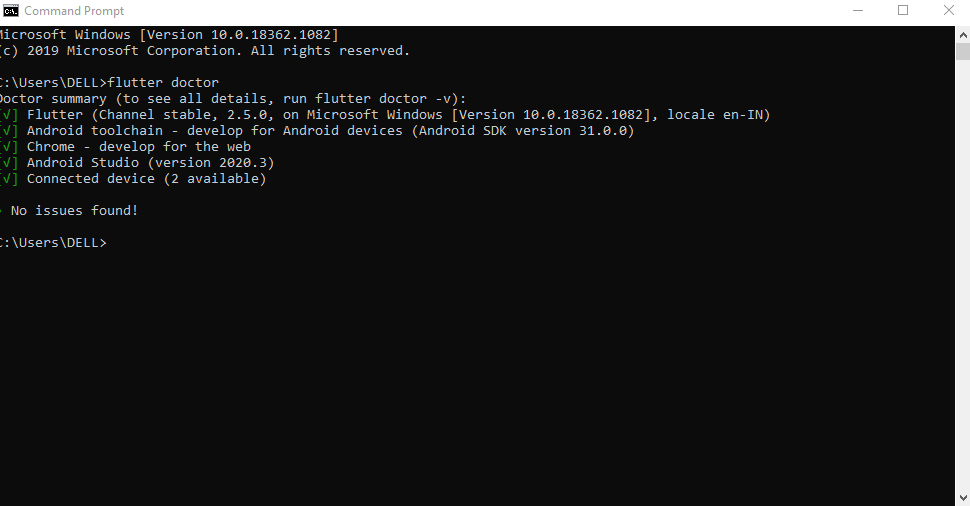 Command Prompt
Microsoft Windows [Version 10.0.18362.1082]
(c) 2019 Microsoft Corporation. All rights reserved.
C:\Users\DELL>flutter doctor
Doctor summary (to see all details, run flutter doctor -v):
[√] Flutter (Channel stable, 2.5.0, on Microsoft Windows [Version 10.0.18362.1082], locale en-IN)
[√] Android toolchain - develop for Android devices (Android SDK version 31.0.0)
[√] Chrome - develop for the web
[√] Android Studio (version 2020.3)
[√] Connected device (2 available)
• No issues found!
C:\Users\DELL>